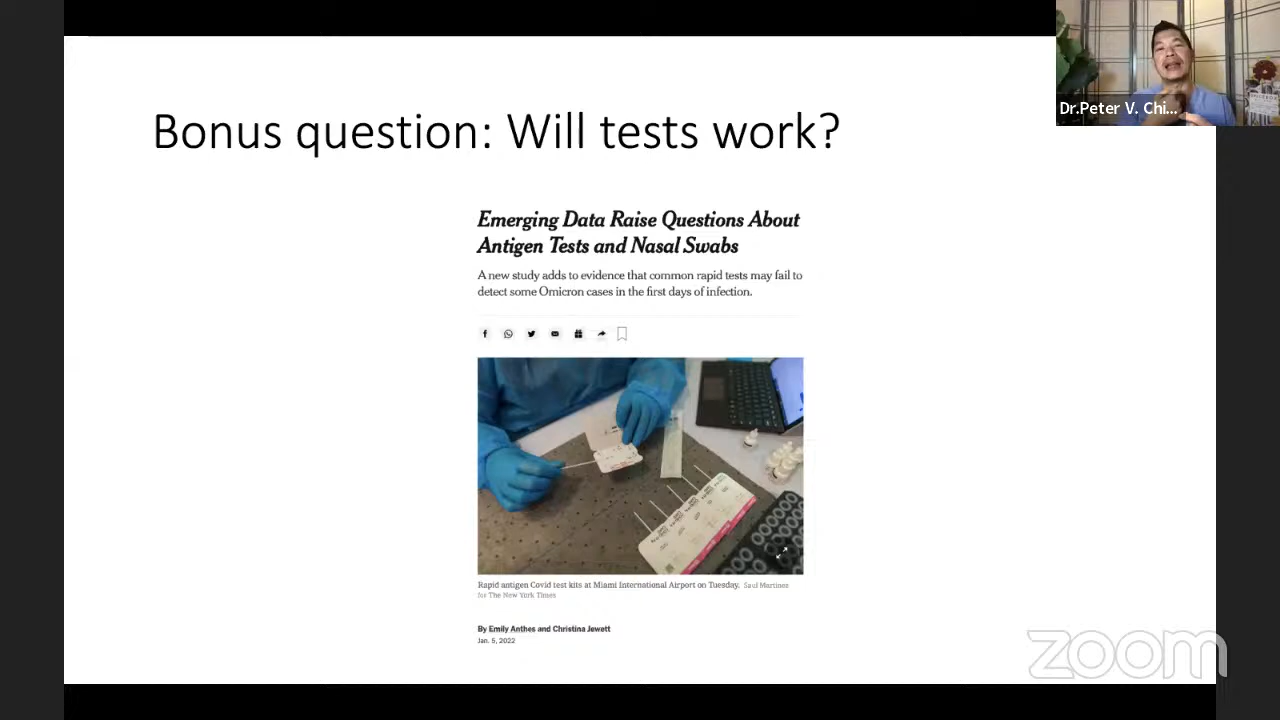 Bonus question: Will tests work?
Dr.Peter V. Chi...
Emerging Data Raise Questions About
Antigen Tests and Nasal Swabs
A new study adds to evidence that common rapid tests may fail to
detect some Omicron cases in the first days of infection.
Rapid antigen Covid test kits at Miami International Airport on Tuesday. Saul Martinez
for The New York Times
By Emily Anthes and Christina Jewett
Jan. 5, 2022
zoom